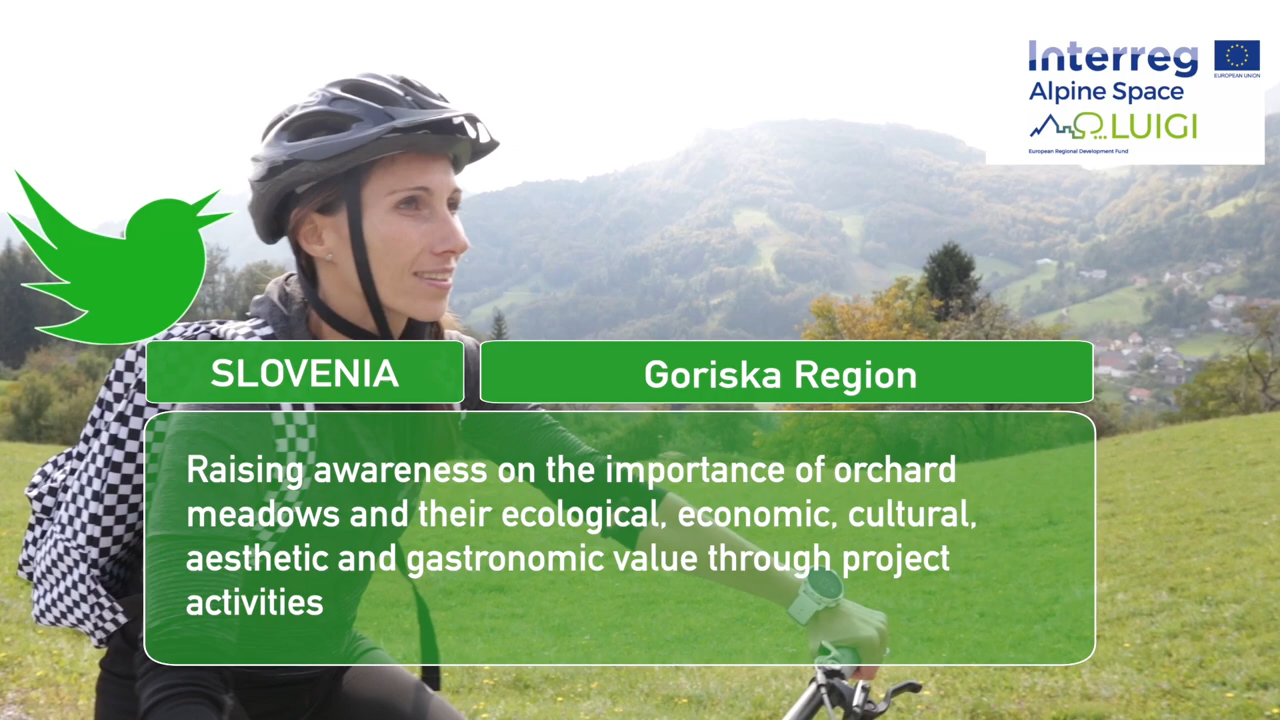 Interreg
EUROPEAN UNION
Alpine Space
LUIGI
European Regional Development Fund
SLOVENIA
Goriska Region
Raising awareness on the importance of orchard
meadows and their ecological, economic, cultural,
aesthetic and gastronomic value through project
activities